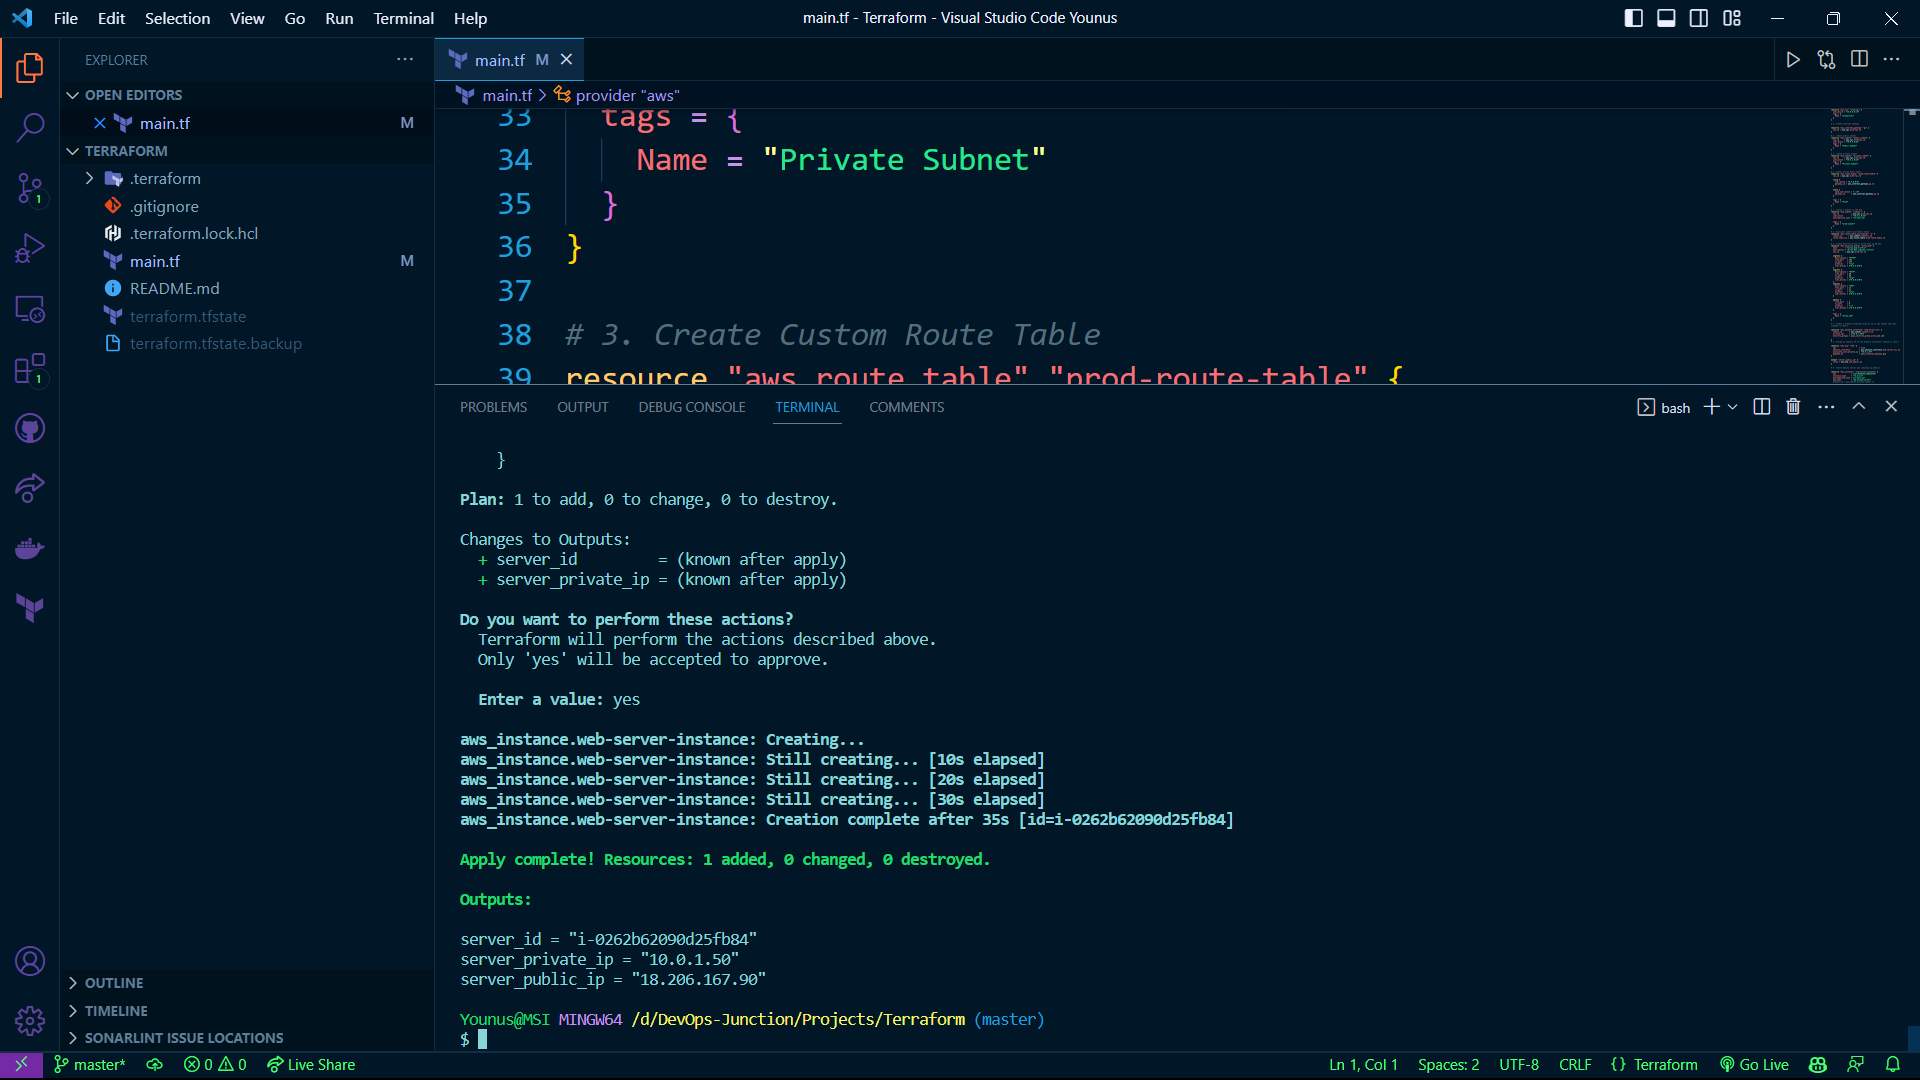 File Edit Selection View Go Run Terminal Help
main.tf - Terraform - Visual Studio Code Younus
EXPLORER
OPEN EDITORS
main.tf M
TERRAFORM
.terraform
.gitignore
.terraform.lock.hcl
main.tf M
README.md
terraform.tfstate
terraform.tfstate.backup
1
1
OUTLINE
TIMELINE
SONARLINT ISSUE LOCATIONS
main.tf M
main.tf > provider "aws"
33 tags = {
34 Name = "Private Subnet"
35 }
36 }
37
38 # 3. Create Custom Route Table
39 resource "aws_route_table" "prod-route-table" {
PROBLEMS OUTPUT DEBUG CONSOLE TERMINAL COMMENTS
bash
}
Plan: 1 to add, 0 to change, 0 to destroy.
Changes to Outputs:
+ server_id = (known after apply)
+ server_private_ip = (known after apply)
Do you want to perform these actions?
Terraform will perform the actions described above.
Only 'yes' will be accepted to approve.
Enter a value: yes
aws_instance.web-server-instance: Creating...
aws_instance.web-server-instance: Still creating... [10s elapsed]
aws_instance.web-server-instance: Still creating... [20s elapsed]
aws_instance.web-server-instance: Still creating... [30s elapsed]
aws_instance.web-server-instance: Creation complete after 35s [id=i-0262b62090d25fb84]
Apply complete! Resources: 1 added, 0 changed, 0 destroyed.
Outputs:
server_id = "i-0262b62090d25fb84"
server_private_ip = "10.0.1.50"
server_public_ip = "18.206.167.90"
Younus@MSI MINGW64 /d/DevOps-Junction/Projects/Terraform (master)
$
master* 0 0 Live Share
Ln 1, Col 1 Spaces: 2 UTF-8 CRLF {} Terraform Go Live